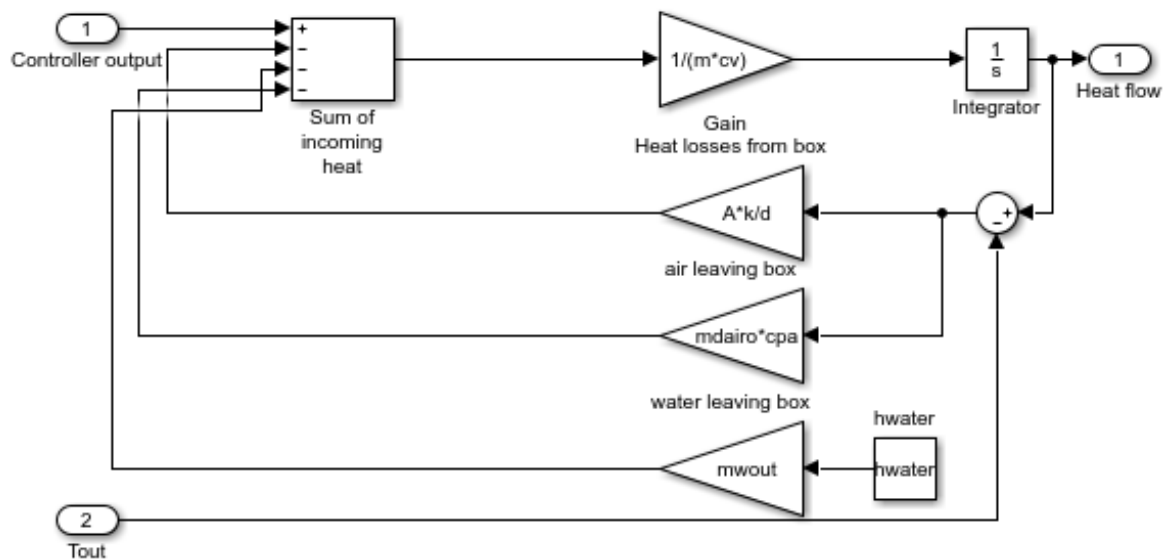 1
Controller output
+
−
−
−
Sum of
incoming
heat
1/(m*cv)
Gain
1
s
Integrator
1
Heat flow
Heat losses from box
A*k/d
+
−
air leaving box
mdairo*cpa
water leaving box
mwout
hwater
hwater
2
Tout